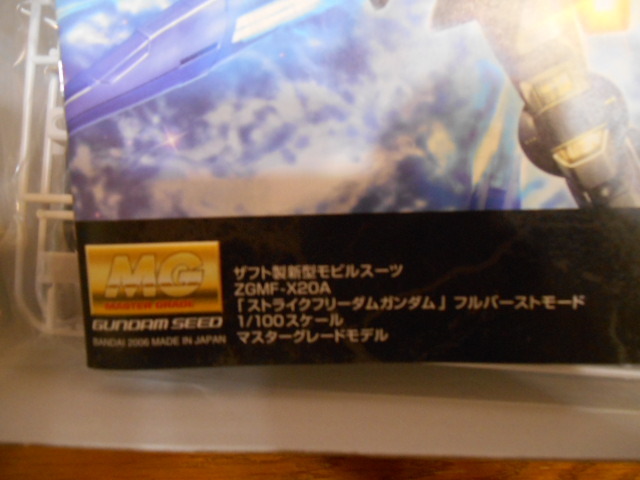 MG
MASTER GRADE
GUNDAM SEED
BANDAI 2006 MADE IN JAPAN
ザフト製新型モビルスーツ
ZGMF-X20A
「ストライクフリーダムガンダム」フルバーストモード
1/100スケール
マスターグレードモデル